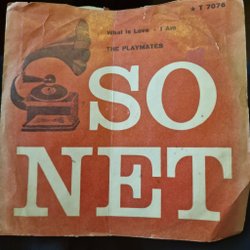 ★ T 7076
What Is Love - I Am
THE PLAYMATES
SO
NET